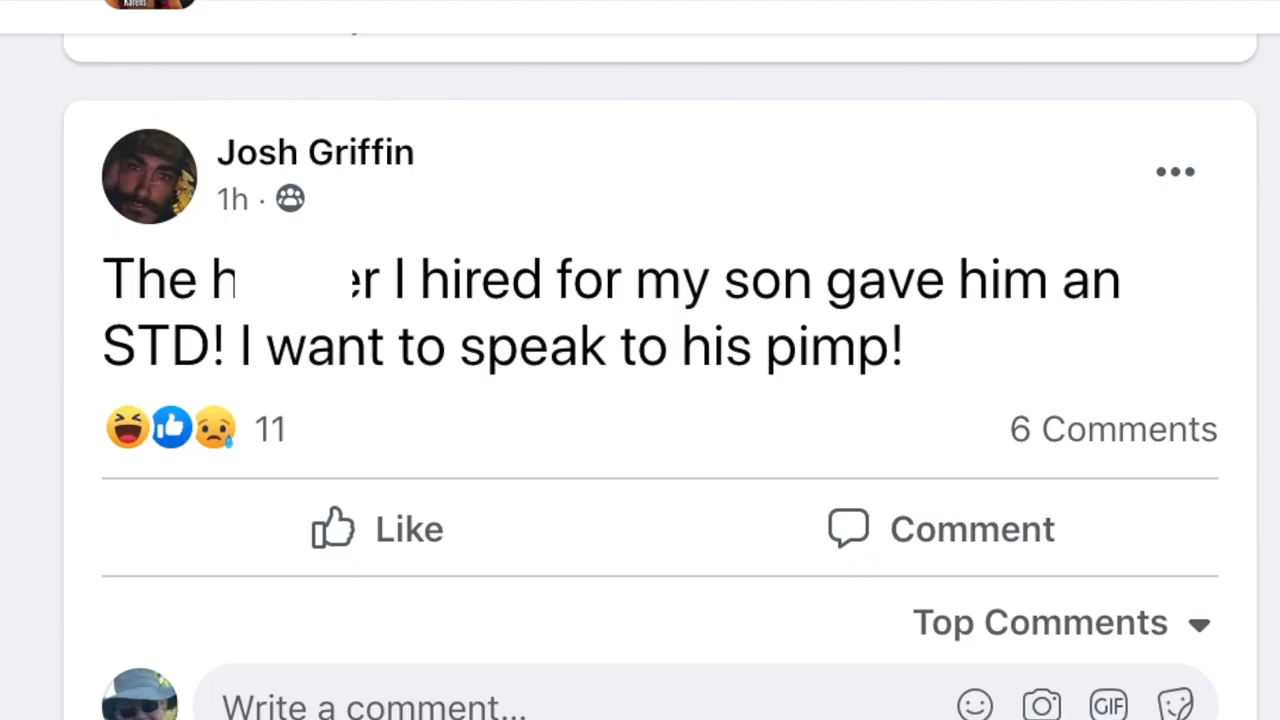 Karens
Josh Griffin
1h ·
The h er I hired for my son gave him an
STD! I want to speak to his pimp!
11
6 Comments
Like
Comment
Top Comments
Write a comment...
GIF